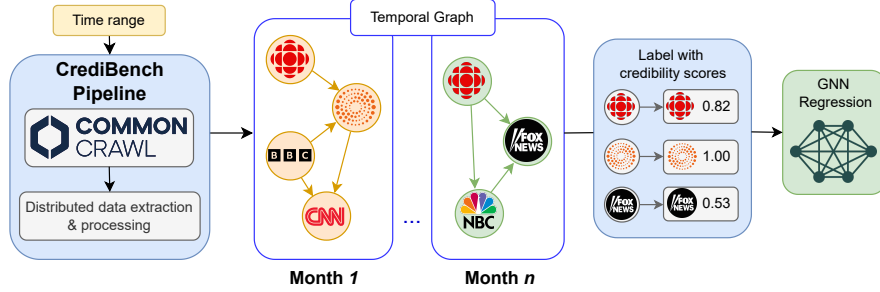 Time range
CrediBench
Pipeline
COMMON
CRAWL
Distributed data extraction
& processing
Temporal Graph
BBC
CNN
...
FOX
NEWS
NBC
Month 1
Month n
Label with
credibility scores
0.82
1.00
FOX
NEWS
FOX
NEWS
0.53
GNN
Regression